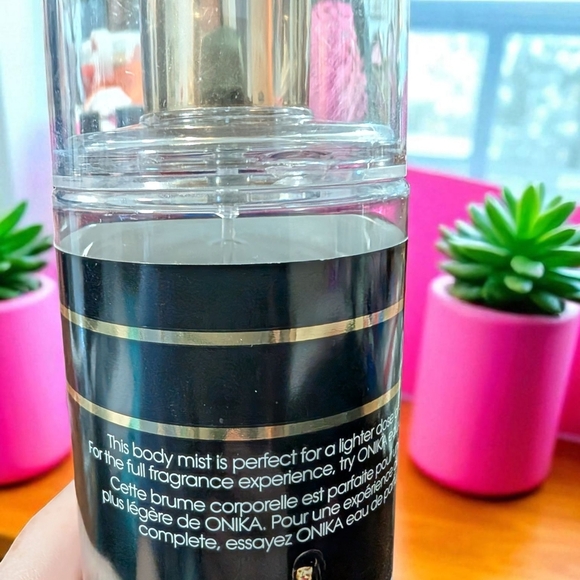 This body mist is perfect for a lighter dose
For the full fragrance experience, try ONIKA
Cette brume corporelle est parfaite
plus légère de ONIKA. Pour une expérience
complete, essayez ONIKA eau de